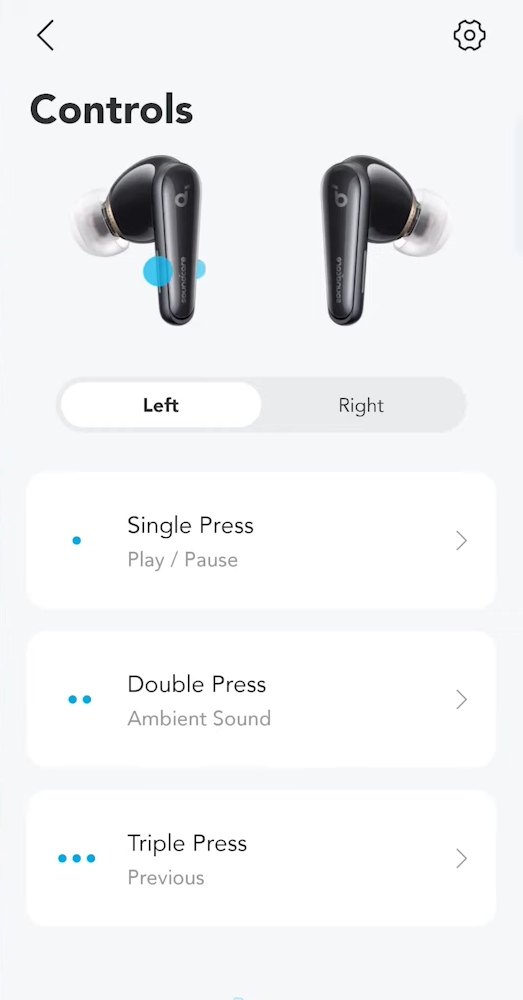 Controls
soundcore
soundcore
Left
Right
Single Press
Play / Pause
Double Press
Ambient Sound
Triple Press
Previous